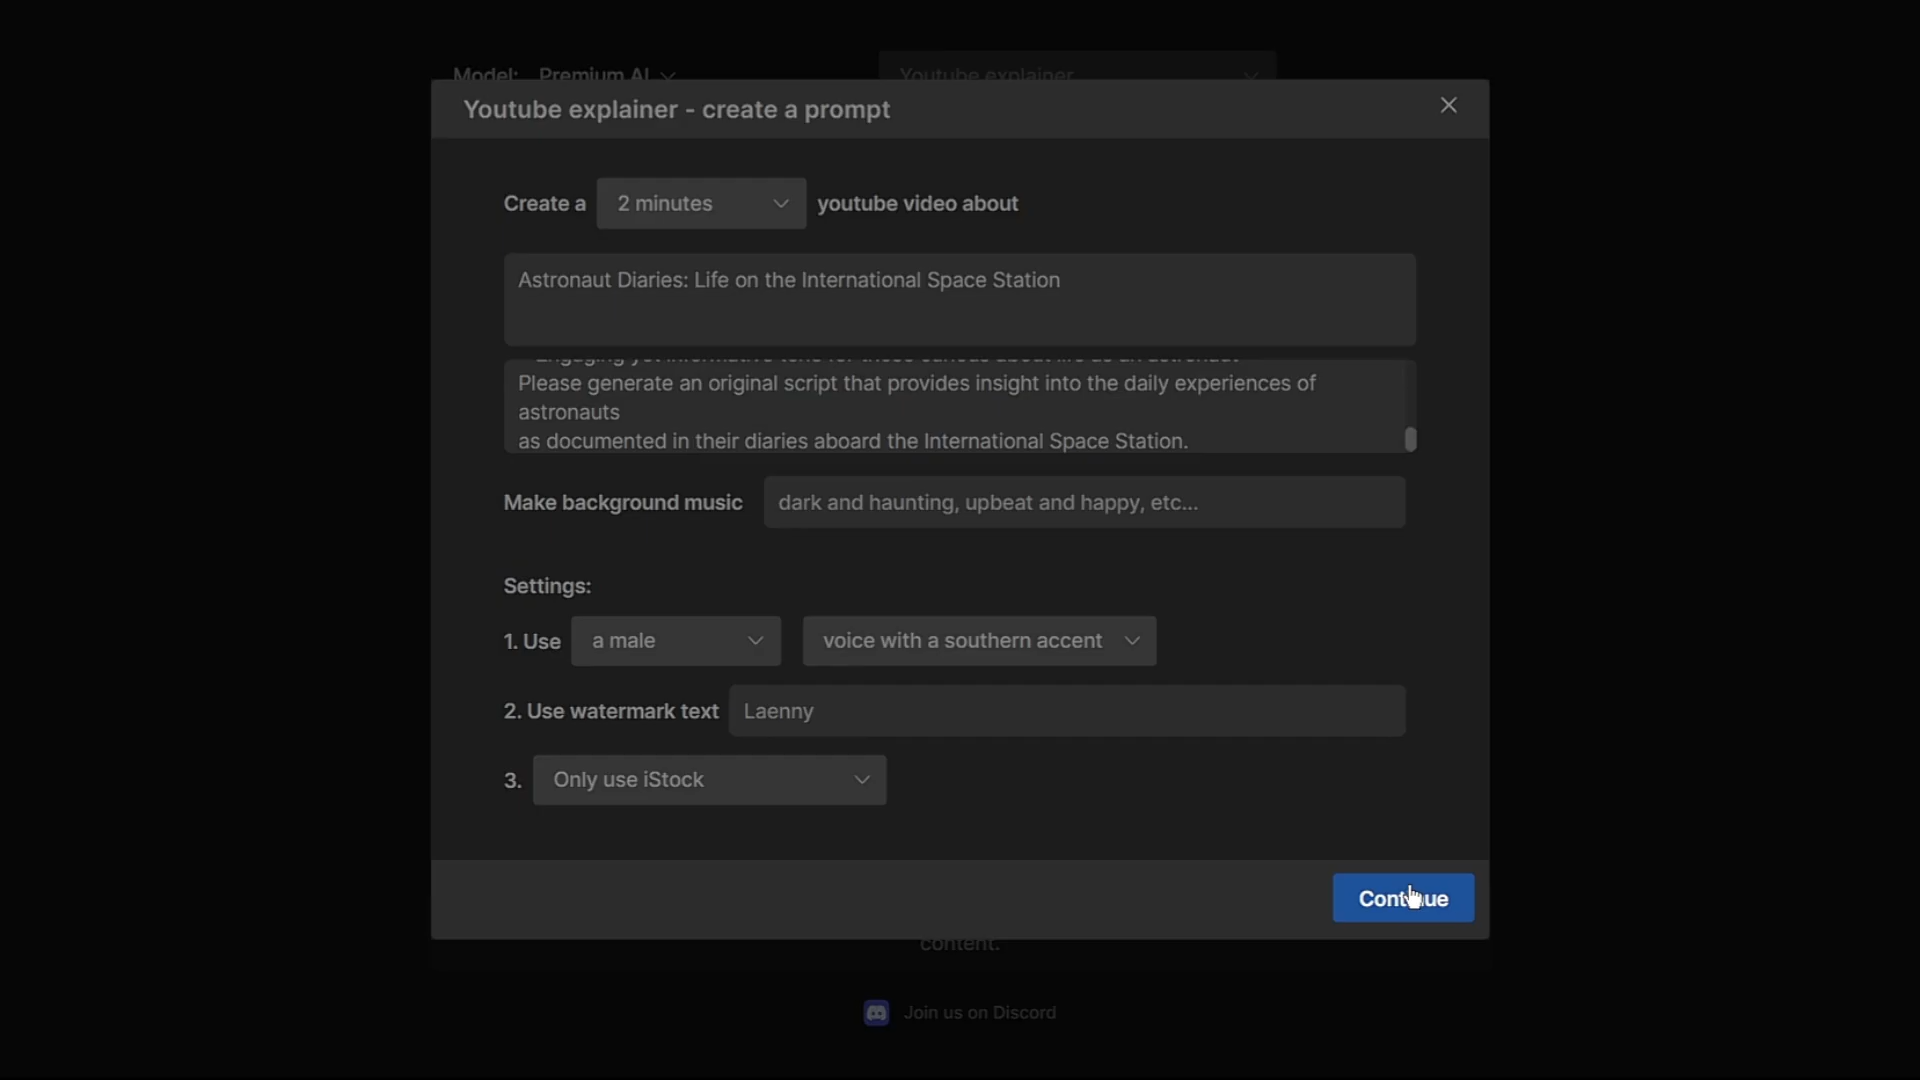 Model: Premium AI
Youtube explainer
Youtube explainer - create a prompt
Create a 2 minutes youtube video about
Astronaut Diaries: Life on the International Space Station
Please generate an original script that provides insight into the daily experiences of
astronauts
as documented in their diaries aboard the International Space Station.
Make background music dark and haunting, upbeat and happy, etc...
Settings:
1. Use a male voice with a southern accent
2. Use watermark text Laenny
3. Only use iStock
Continue
content.
Join us on Discord